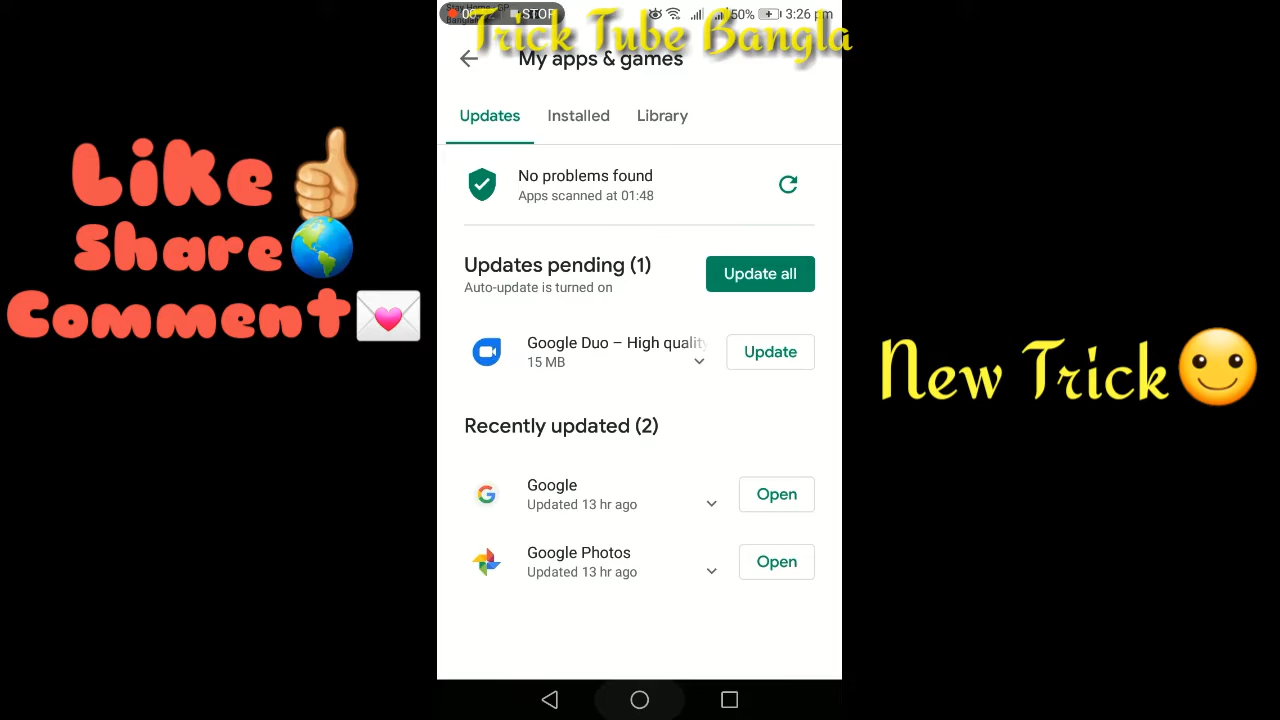 Stay Home - GP
STOP
50%
3:26 pm
Trick Tube Bangla
My apps & games
Updates
Installed
Library
No problems found
Apps scanned at 01:48
Updates pending (1)
Update all
Auto-update is turned on
Google Duo – High quality
15 MB
Update
Recently updated (2)
Google
Updated 13 hr ago
Open
Google Photos
Updated 13 hr ago
Open
Like
Share
Comment
New Trick